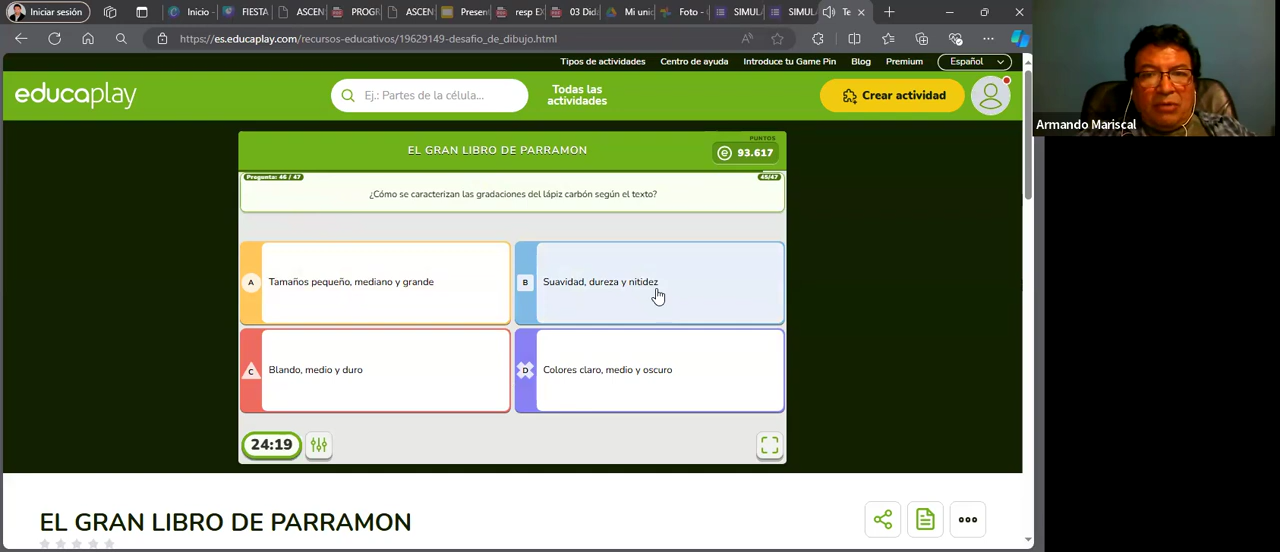 Iniciar sesión
Inicio -
FIESTA
ASCEN
PROGR
ASCEN
Present
resp EX
03 Did
Mi unic
Foto - G
SIMUL
SIMUL
Te
https://es.educaplay.com/recursos-educativos/19629149-desafio_de_dibujo.html
Tipos de actividades
Centro de ayuda
Introduce tu Game Pin
Blog
Premium
Español
educaplay
Ej.: Partes de la célula...
Todas las
actividades
Crear actividad
Armando Mariscal
EL GRAN LIBRO DE PARRAMON
PUNTOS
93.617
Pregunta: 46 / 47
45/47
¿Cómo se caracterizan las gradaciones del lápiz carbón según el texto?
A
Tamaños pequeño, mediano y grande
B
Suavidad, dureza y nitidez
C
Blando, medio y duro
D
Colores claro, medio y oscuro
24:19
EL GRAN LIBRO DE PARRAMON